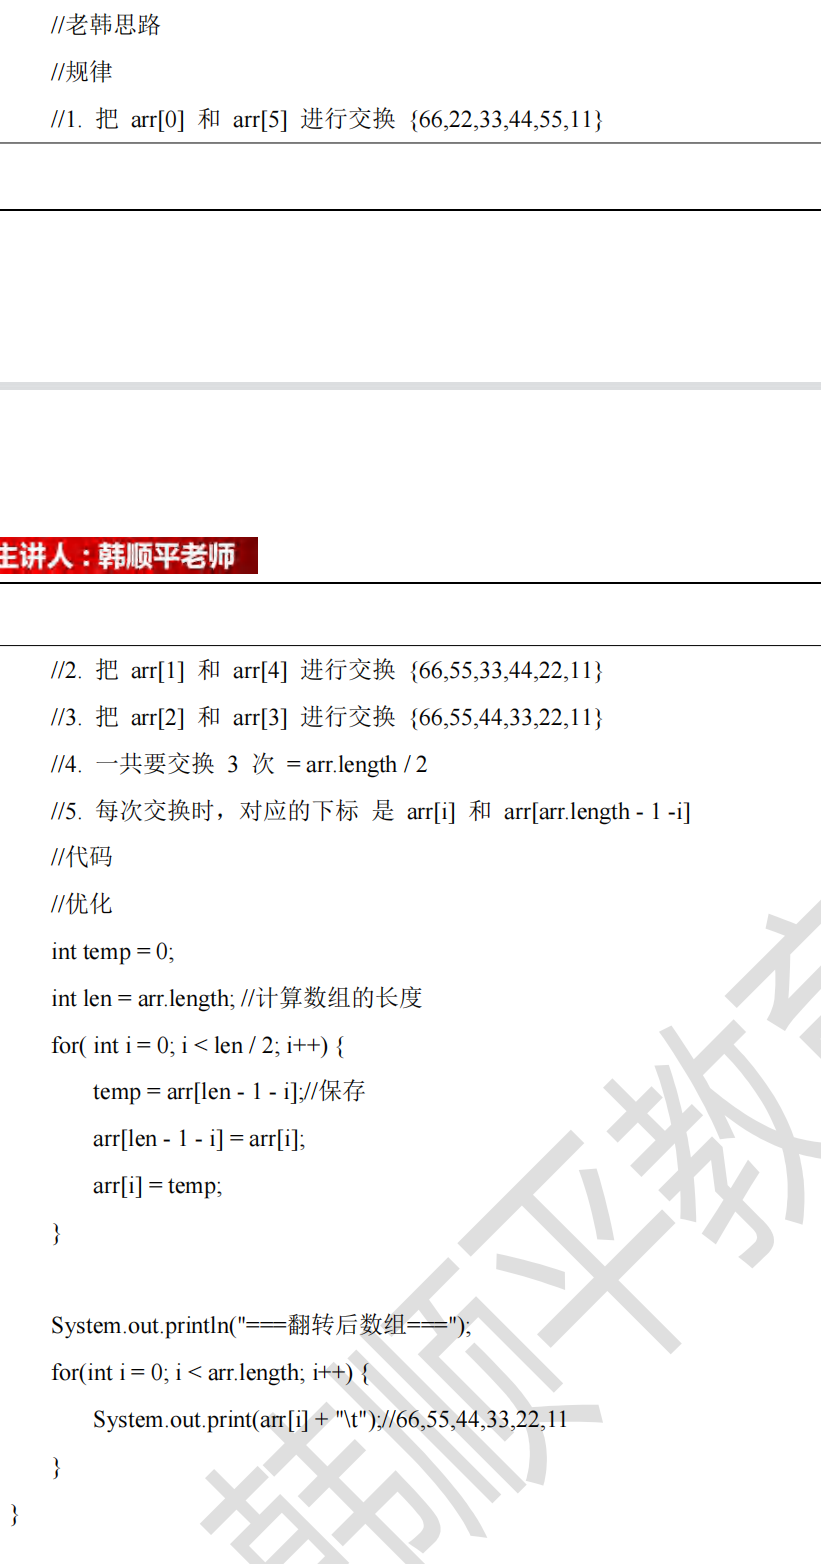 //老韩思路
//规律
//1. 把 arr[0] 和 arr[5] 进行交换 {66,22,33,44,55,11}
主讲人：韩顺平老师
//2. 把 arr[1] 和 arr[4] 进行交换 {66,55,33,44,22,11}
//3. 把 arr[2] 和 arr[3] 进行交换 {66,55,44,33,22,11}
//4. 一共要交换 3 次 = arr.length / 2
//5. 每次交换时，对应的下标 是 arr[i] 和 arr[arr.length - 1 -i]
//代码
//优化
int temp = 0;
int len = arr.length; //计算数组的长度
for( int i = 0; i < len / 2; i++) {
temp = arr[len - 1 - i];//保存
arr[len - 1 - i] = arr[i];
arr[i] = temp;
}
System.out.println("===翻转后数组===");
for(int i = 0; i < arr.length; i++) {
System.out.print(arr[i] + "\t");//66,55,44,33,22,11
}
}
韩顺平教育